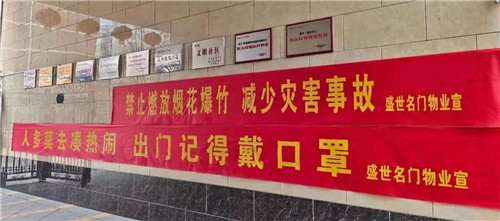 文明社区
禁止燃放烟花爆竹 减少灾害事故 盛世名门物业宣
人多莫去凑热闹 出门记得戴口罩 盛世名门物业宣